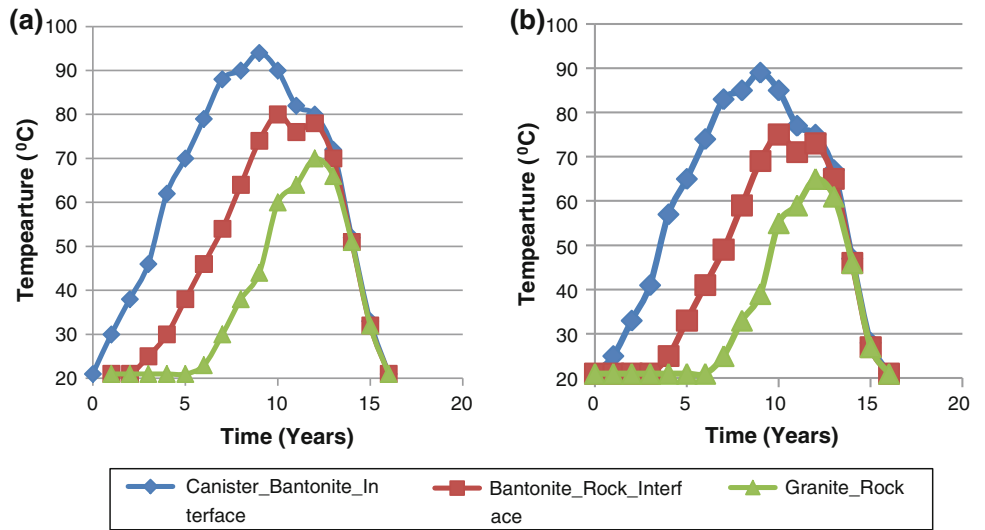 (a)
100
90
80
70
60
50
40
30
20
0
5
10
15
20
Tempearture (⁰C)
Time (Years)
(b)
100
90
80
70
60
50
40
30
20
0
5
10
15
20
Tempearture (⁰C)
Time (Years)
Canister_Bantonite_In
terface
Bantonite_Rock_Interf
ace
Granite_Rock